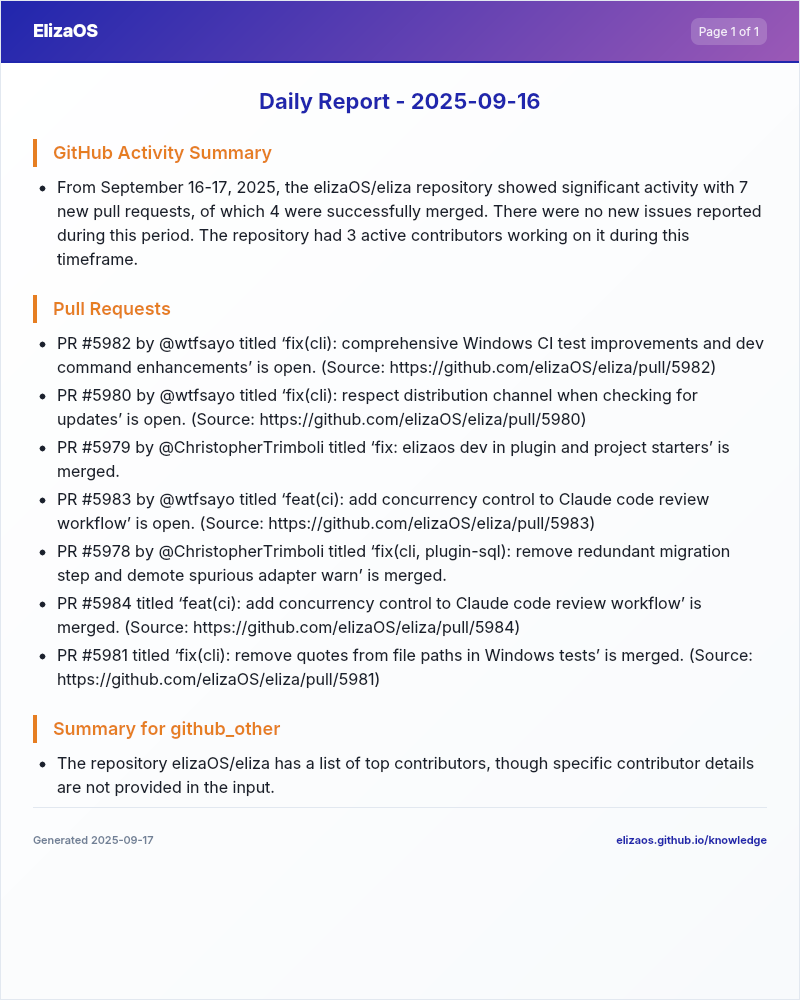 ElizaOS
Page 1 of 1
Daily Report - 2025-09-16
GitHub Activity Summary
• From September 16-17, 2025, the elizaOS/eliza repository showed significant activity with 7
new pull requests, of which 4 were successfully merged. There were no new issues reported
during this period. The repository had 3 active contributors working on it during this
timeframe.
Pull Requests
• PR #5982 by @wtfsayo titled ‘fix(cli): comprehensive Windows CI test improvements and dev
command enhancements’ is open. (Source: https://github.com/elizaOS/eliza/pull/5982)
• PR #5980 by @wtfsayo titled ‘fix(cli): respect distribution channel when checking for
updates’ is open. (Source: https://github.com/elizaOS/eliza/pull/5980)
• PR #5979 by @ChristopherTrimboli titled ‘fix: elizaos dev in plugin and project starters’ is
merged.
• PR #5983 by @wtfsayo titled ‘feat(ci): add concurrency control to Claude code review
workflow’ is open. (Source: https://github.com/elizaOS/eliza/pull/5983)
• PR #5978 by @ChristopherTrimboli titled ‘fix(cli, plugin-sql): remove redundant migration
step and demote spurious adapter warn’ is merged.
• PR #5984 titled ‘feat(ci): add concurrency control to Claude code review workflow’ is
merged. (Source: https://github.com/elizaOS/eliza/pull/5984)
• PR #5981 titled ‘fix(cli): remove quotes from file paths in Windows tests’ is merged. (Source:
https://github.com/elizaOS/eliza/pull/5981)
Summary for github_other
• The repository elizaOS/eliza has a list of top contributors, though specific contributor details
are not provided in the input.
Generated 2025-09-17
elizaos.github.io/knowledge